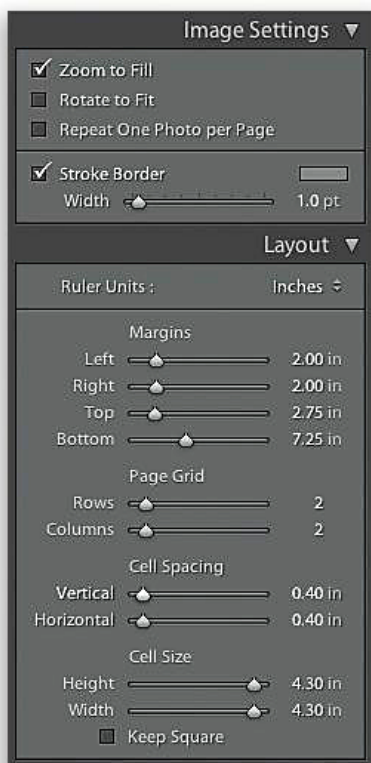 Image Settings
Zoom to Fill
Rotate to Fit
Repeat One Photo per Page
Stroke Border
Width 1.0 pt
Layout
Ruler Units : Inches
Margins
Left 2.00 in
Right 2.00 in
Top 2.75 in
Bottom 7.25 in
Page Grid
Rows 2
Columns 2
Cell Spacing
Vertical 0.40 in
Horizontal 0.40 in
Cell Size
Height 4.30 in
Width 4.30 in
Keep Square